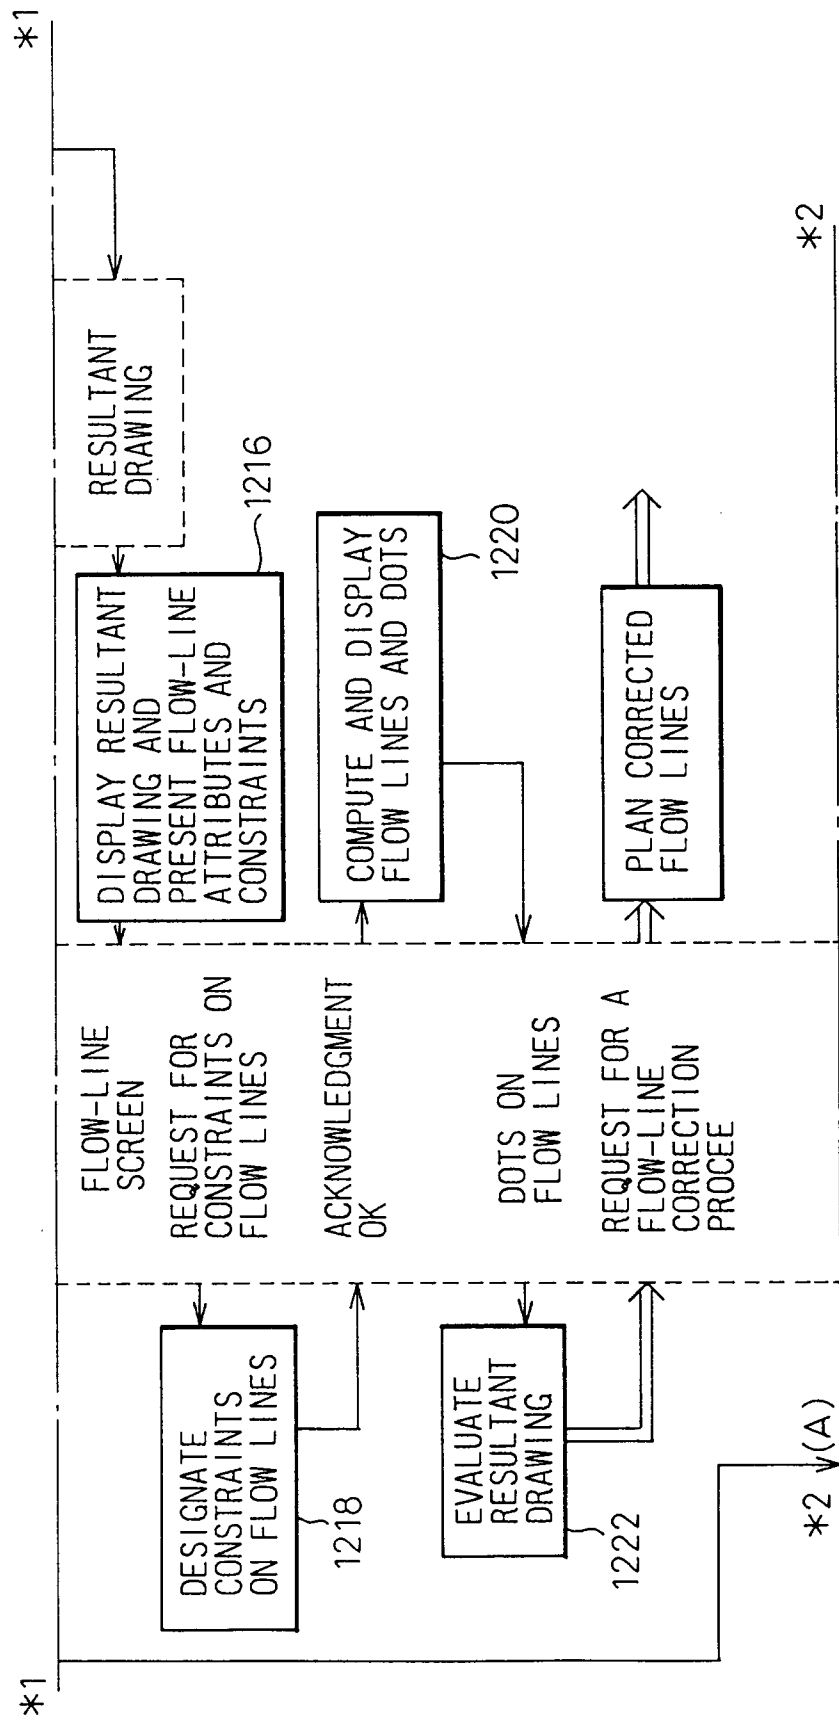 *1
*1
RESULTANT
DRAWING
DISPLAY RESULTANT
DRAWING AND
PRESENT FLOW-LINE
ATTRIBUTES AND
CONSTRAINTS
1216
FLOW-LINE
SCREEN
REQUEST FOR
CONSTRAINTS ON
FLOW LINES
DESIGNATE
CONSTRAINTS
ON FLOW LINES
1218
ACKNOWLEDGMENT
OK
COMPUTE AND DISPLAY
FLOW LINES AND DOTS
1220
DOTS ON
FLOW LINES
EVALUATE
RESULTANT
DRAWING
1222
REQUEST FOR A
FLOW-LINE
CORRECTION
PROCEE
PLAN CORRECTED
FLOW LINES
*2
(A)
*2